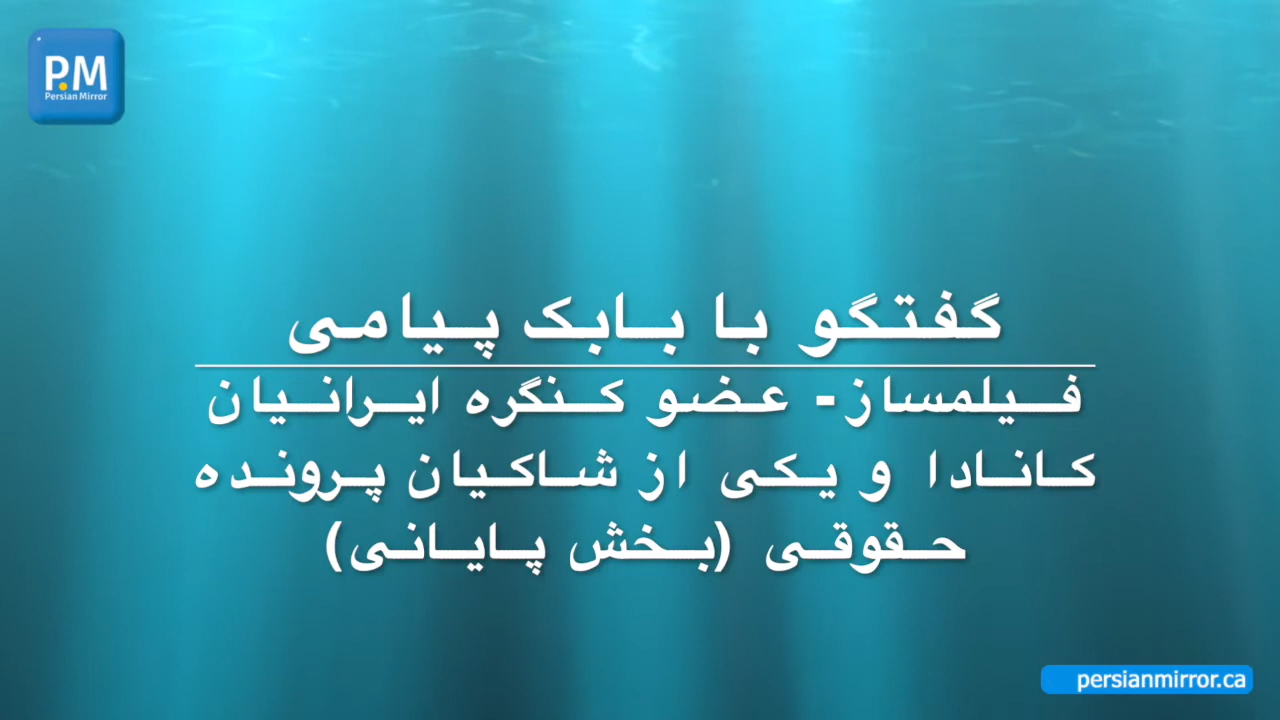 P.M
Persian Mirror
گفتگو با بابک پیامی
فیلمساز- عضو کنگره ایرانیان
کانادا و یکی از شاکیان پرونده
حقوقی (بخش پایانی)
persianmirror.ca